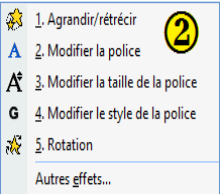 1. Agrandir/rétrécir
2. Modifier la police
3. Modifier la taille de la police
4. Modifier le style de la police
5. Rotation
Autres effets...
2
A
A
G